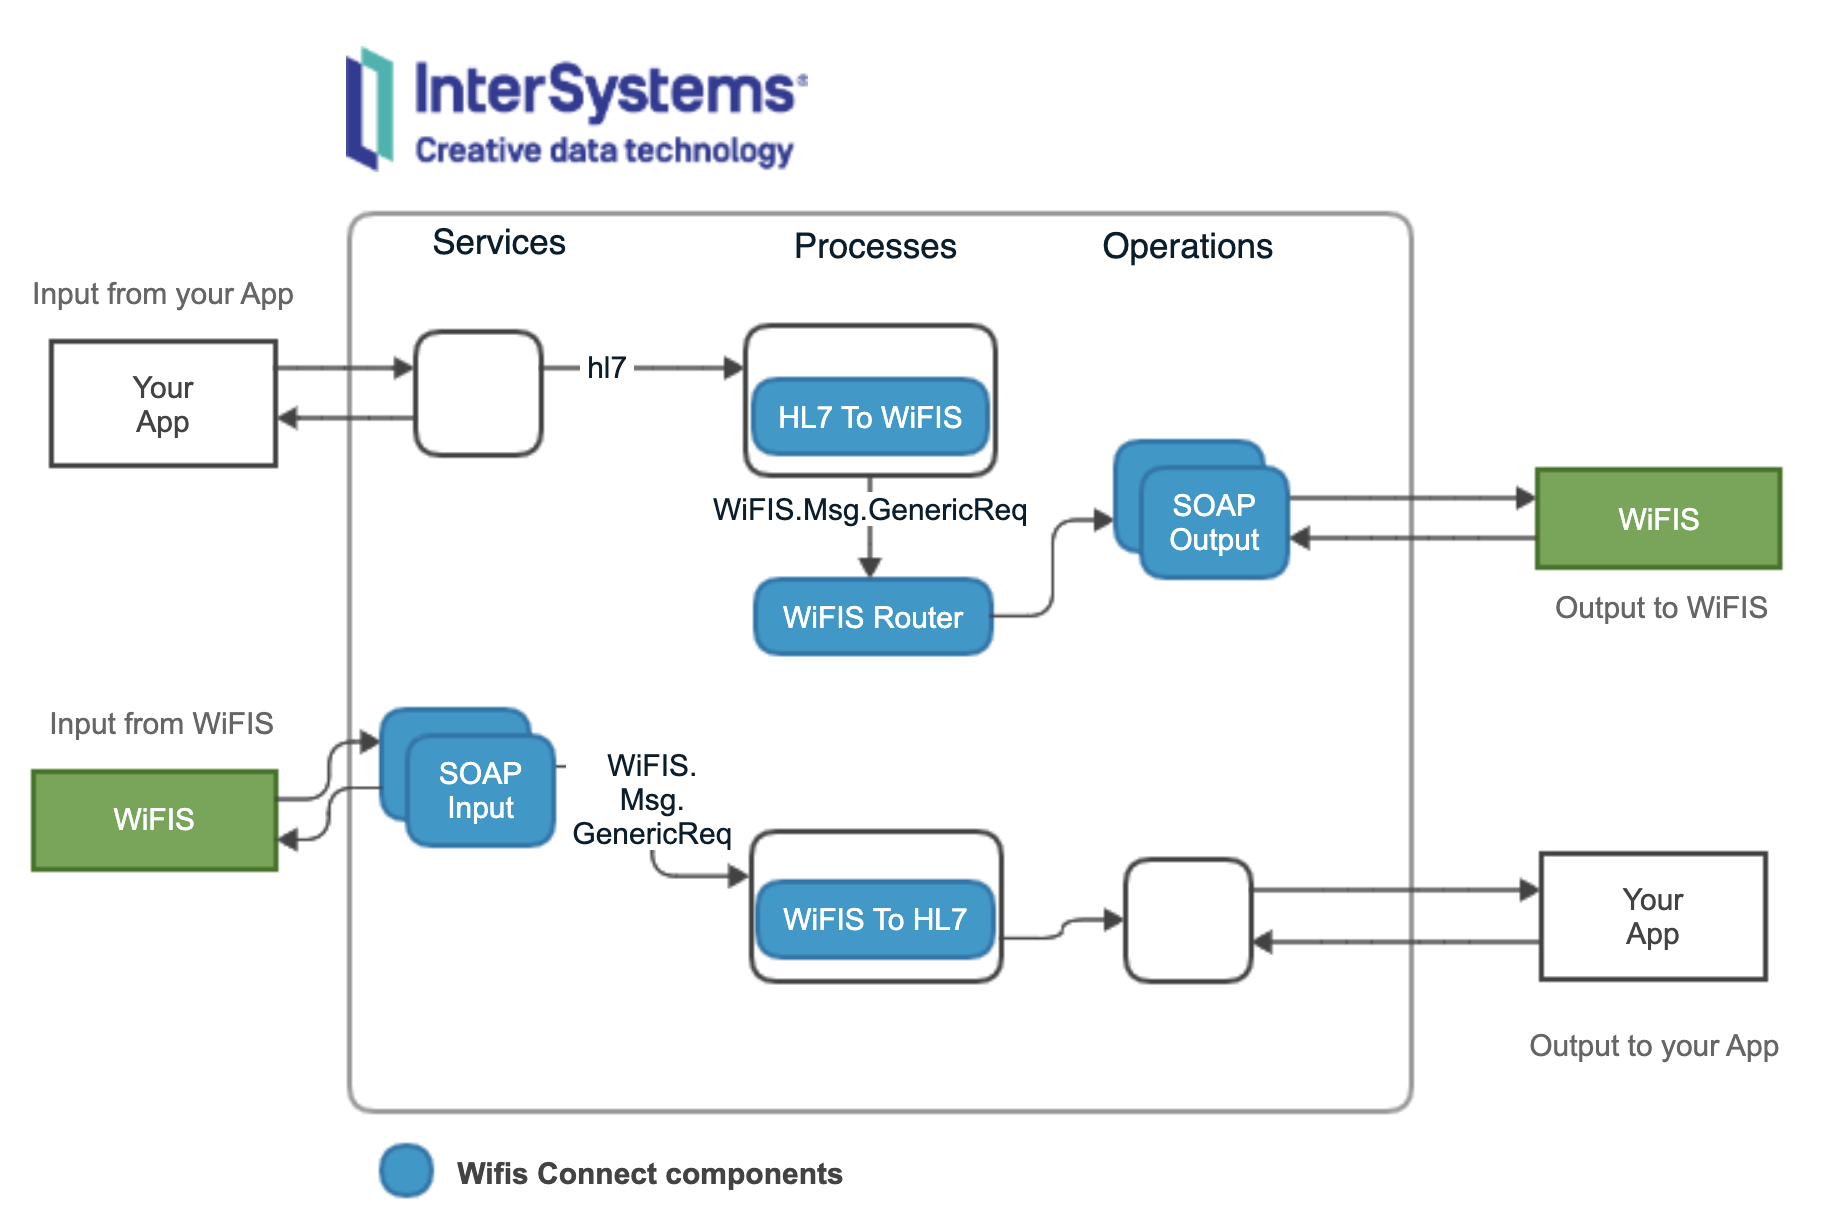 InterSystems®
Creative data technology
Services
Processes
Operations
Input from your App
Your
App
hl7
HL7 To WiFIS
WiFIS.Msg.GenericReq
SOAP
Output
WiFIS
WiFIS Router
Output to WiFIS
Input from WiFIS
WiFIS
SOAP
Input
WiFIS.
Msg.
GenericReq
WiFIS To HL7
Your
App
Output to your App
Wifis Connect components